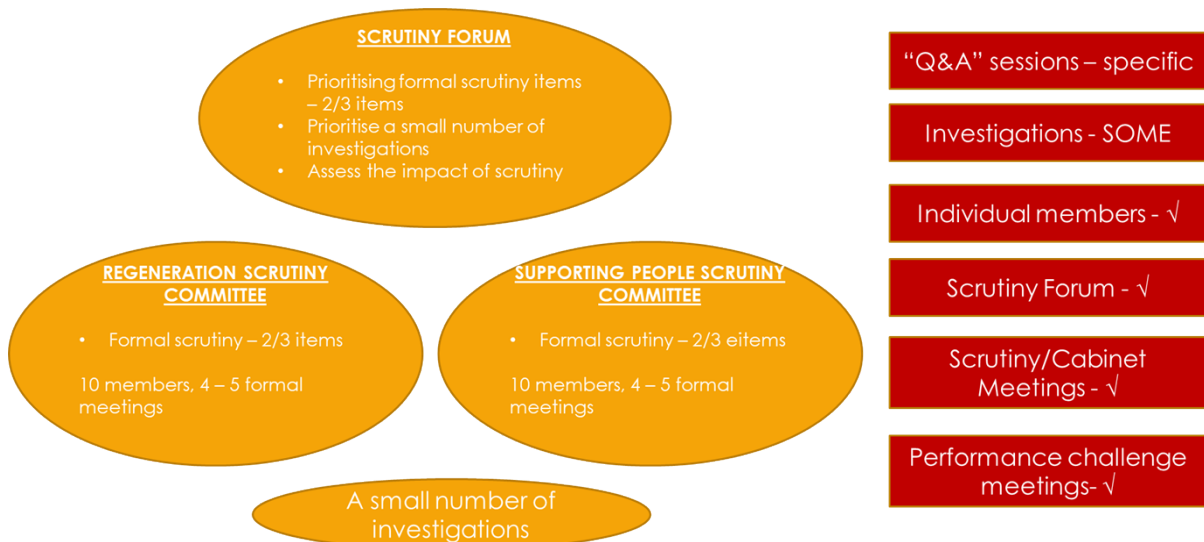 SCRUTINY FORUM
• Prioritising formal scrutiny items
– 2/3 items
• Prioritise a small number of
investigations
• Assess the impact of scrutiny
REGENERATION SCRUTINY
COMMITTEE
• Formal scrutiny – 2/3 items
10 members, 4 – 5 formal
meetings
SUPPORTING PEOPLE SCRUTINY
COMMITTEE
• Formal scrutiny – 2/3 eitems
10 members, 4 – 5 formal
meetings
A small number of
investigations
“Q&A” sessions – specific
Investigations - SOME
Individual members - √
Scrutiny Forum - √
Scrutiny/Cabinet
Meetings - √
Performance challenge
meetings- √